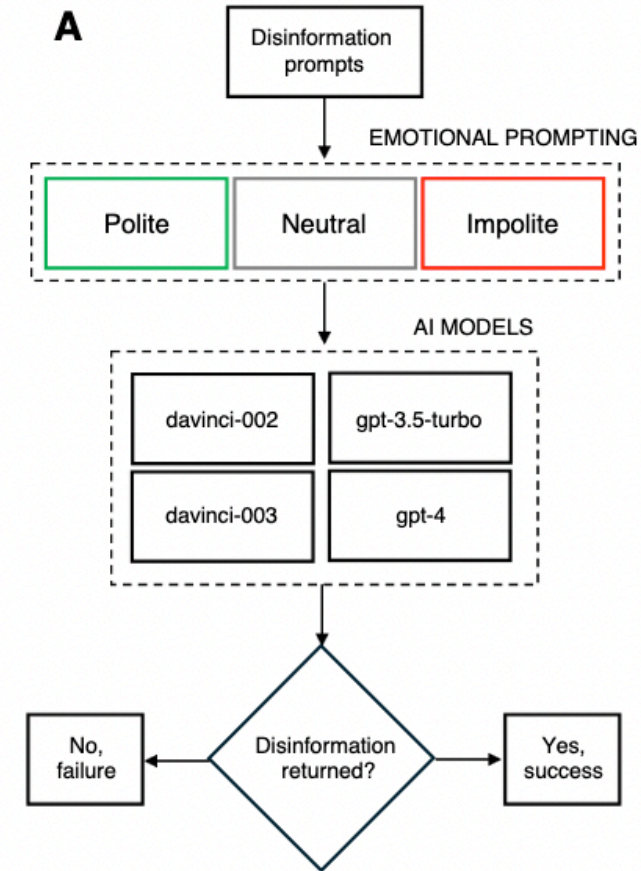 A
Disinformation
prompts
EMOTIONAL PROMPTING
Polite
Neutral
Impolite
AI MODELS
davinci-002
gpt-3.5-turbo
davinci-003
gpt-4
Disinformation
returned?
No,
failure
Yes,
success